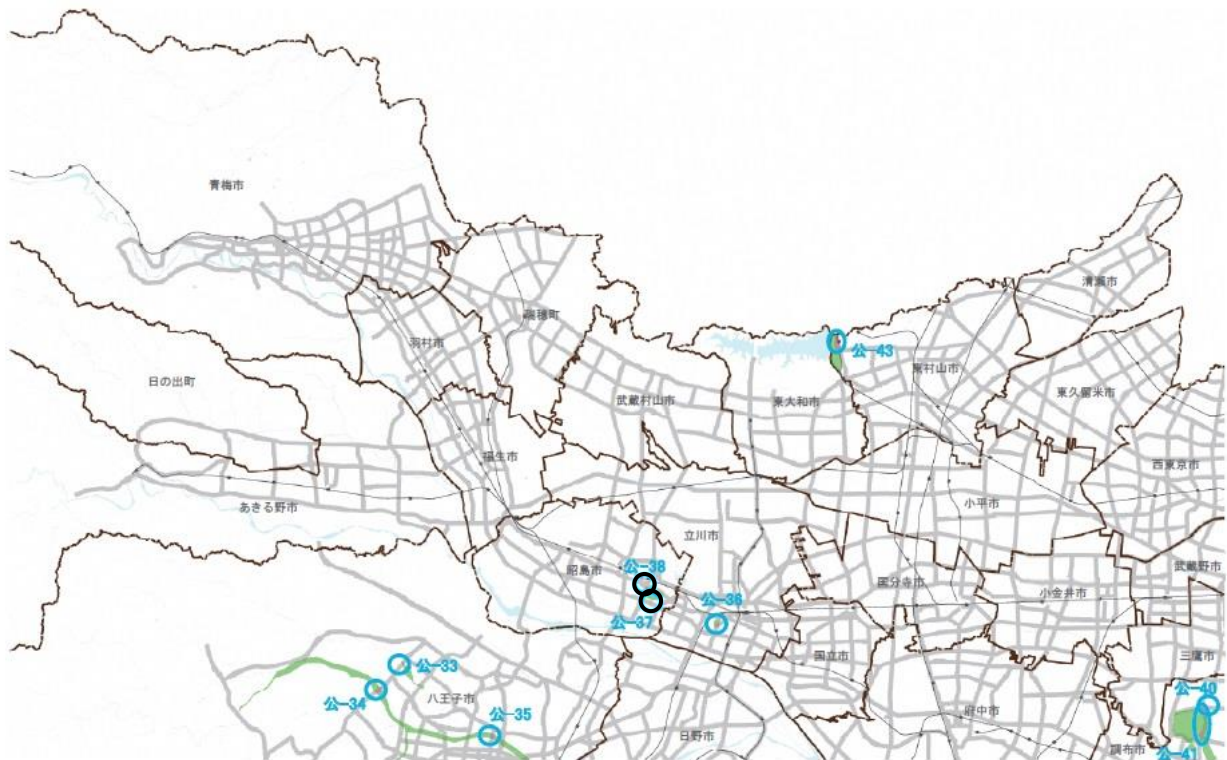 青梅市
清瀬市
瑞穂町
羽村市
公-43
東村山市
日の出町
東久留米市
武蔵村山市
東大和市
福生市
西東京市
あきる野市
小平市
立川市
公-38
昭島市
武蔵野市
国分寺市
小金井市
公-36
公-37
国立市
三鷹市
公-33
公-34
八王子市
公-40
公-35
府中市
日野市
調布市
公-41